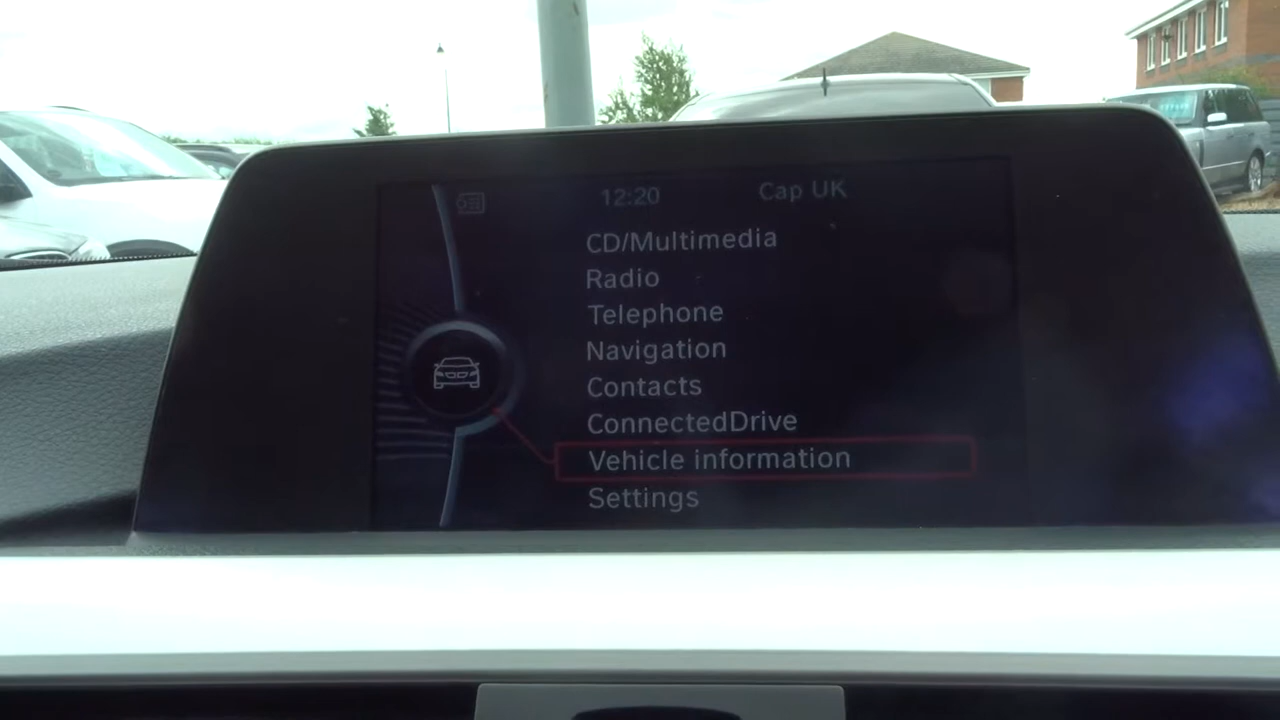 12:20 Cap UK
CD/Multimedia
Radio
Telephone
Navigation
Contacts
ConnectedDrive
Vehicle information
Settings